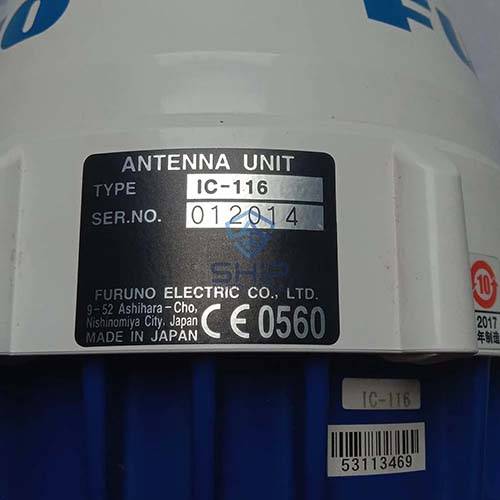 ANTENNA UNIT
TYPE IC-116
SER.NO. 012014
SHIP
FURUNO ELECTRIC CO., LTD.
9-52 Ashihara-Cho,
Nishinomiya City, Japan
MADE IN JAPAN CE 0560
10
2017
年制造
IC-116
53113469